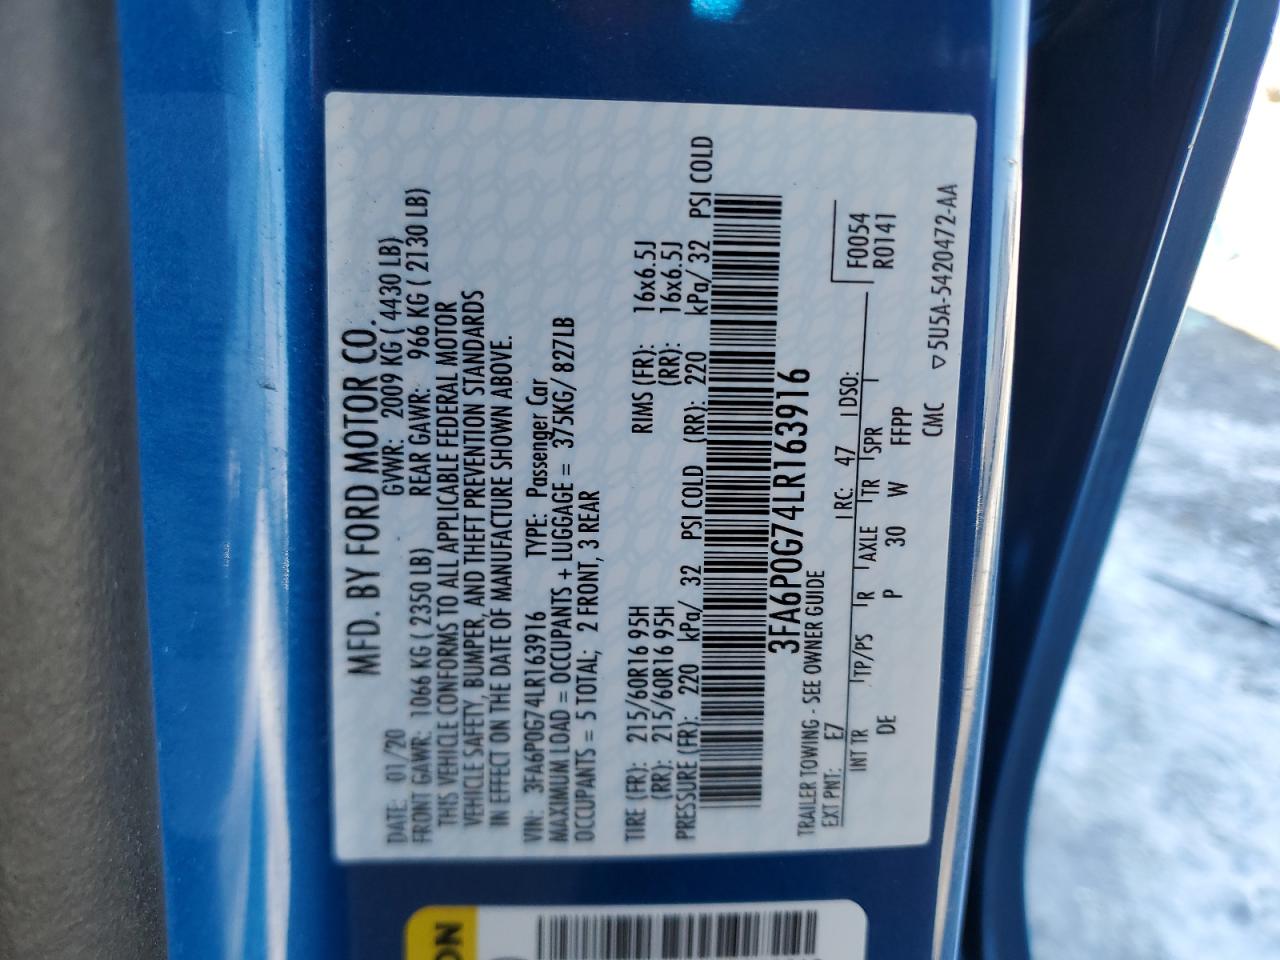 MFD. BY FORD MOTOR CO.
DATE: 01/20 GVWR: 2009 KG ( 4430 LB)
FRONT GAWR: 1066 KG ( 2350 LB) REAR GAWR: 966 KG ( 2130 LB)
THIS VEHICLE CONFORMS TO ALL APPLICABLE FEDERAL MOTOR
VEHICLE SAFETY, BUMPER, AND THEFT PREVENTION STANDARDS
IN EFFECT ON THE DATE OF MANUFACTURE SHOWN ABOVE.
VIN: 3FA6P0G74LR163916 TYPE: Passenger Car
MAXIMUM LOAD = OCCUPANTS + LUGGAGE = 375KG/ 827LB
OCCUPANTS = 5 TOTAL; 2 FRONT, 3 REAR
TIRE (FR): 215/60R16 95H RIMS (FR): 16x6.5J
(RR): 215/60R16 95H (RR): 16x6.5J
PRESSURE (FR): 220 kPa/ 32 PSI COLD (RR): 220 kPa/ 32 PSI COLD
3FA6P0G74LR163916
TRAILER TOWING - SEE OWNER GUIDE
EXT PNT: E7 RC: 47 DSO: F0054
INT TR TP/PS R AXLE TR SPR R0141
DE P 30 W FFPP
CMC ▽5U5A-5420472-AA
ON